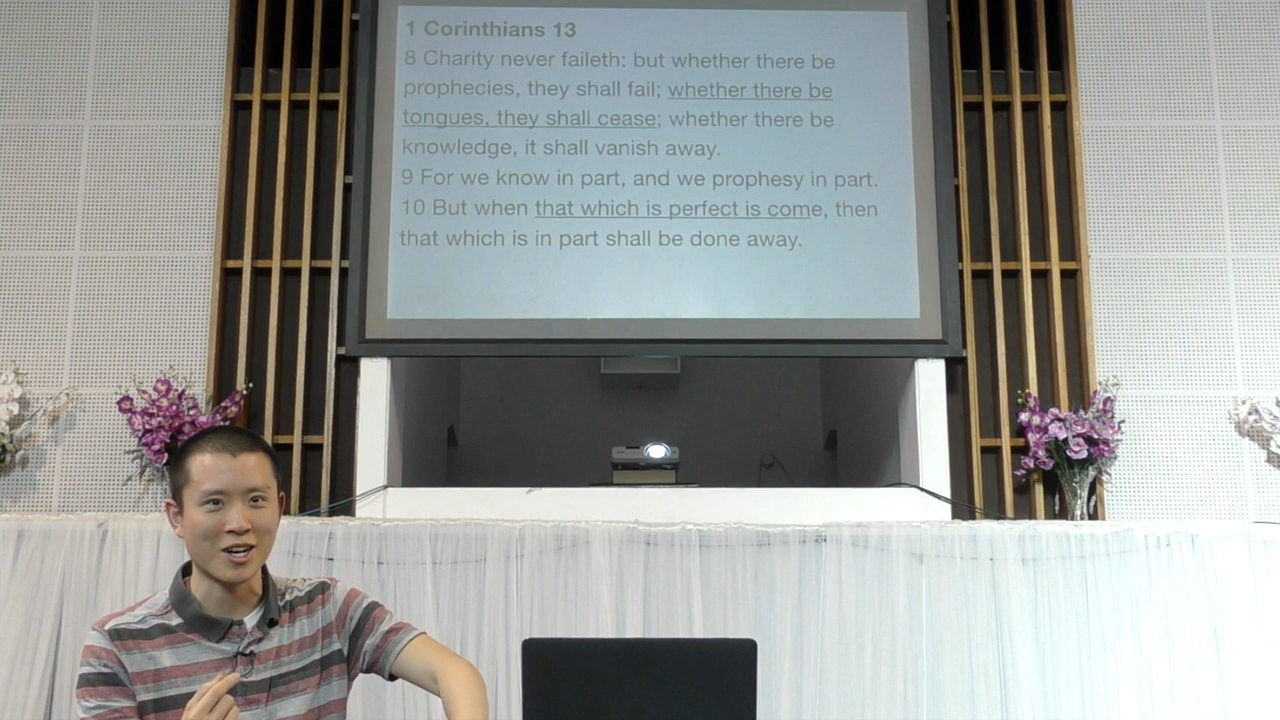 1 Corinthians 13
8 Charity never faileth: but whether there be
prophecies, they shall fail; whether there be
tongues, they shall cease; whether there be
knowledge, it shall vanish away.
9 For we know in part, and we prophesy in part.
10 But when that which is perfect is come, then
that which is in part shall be done away.